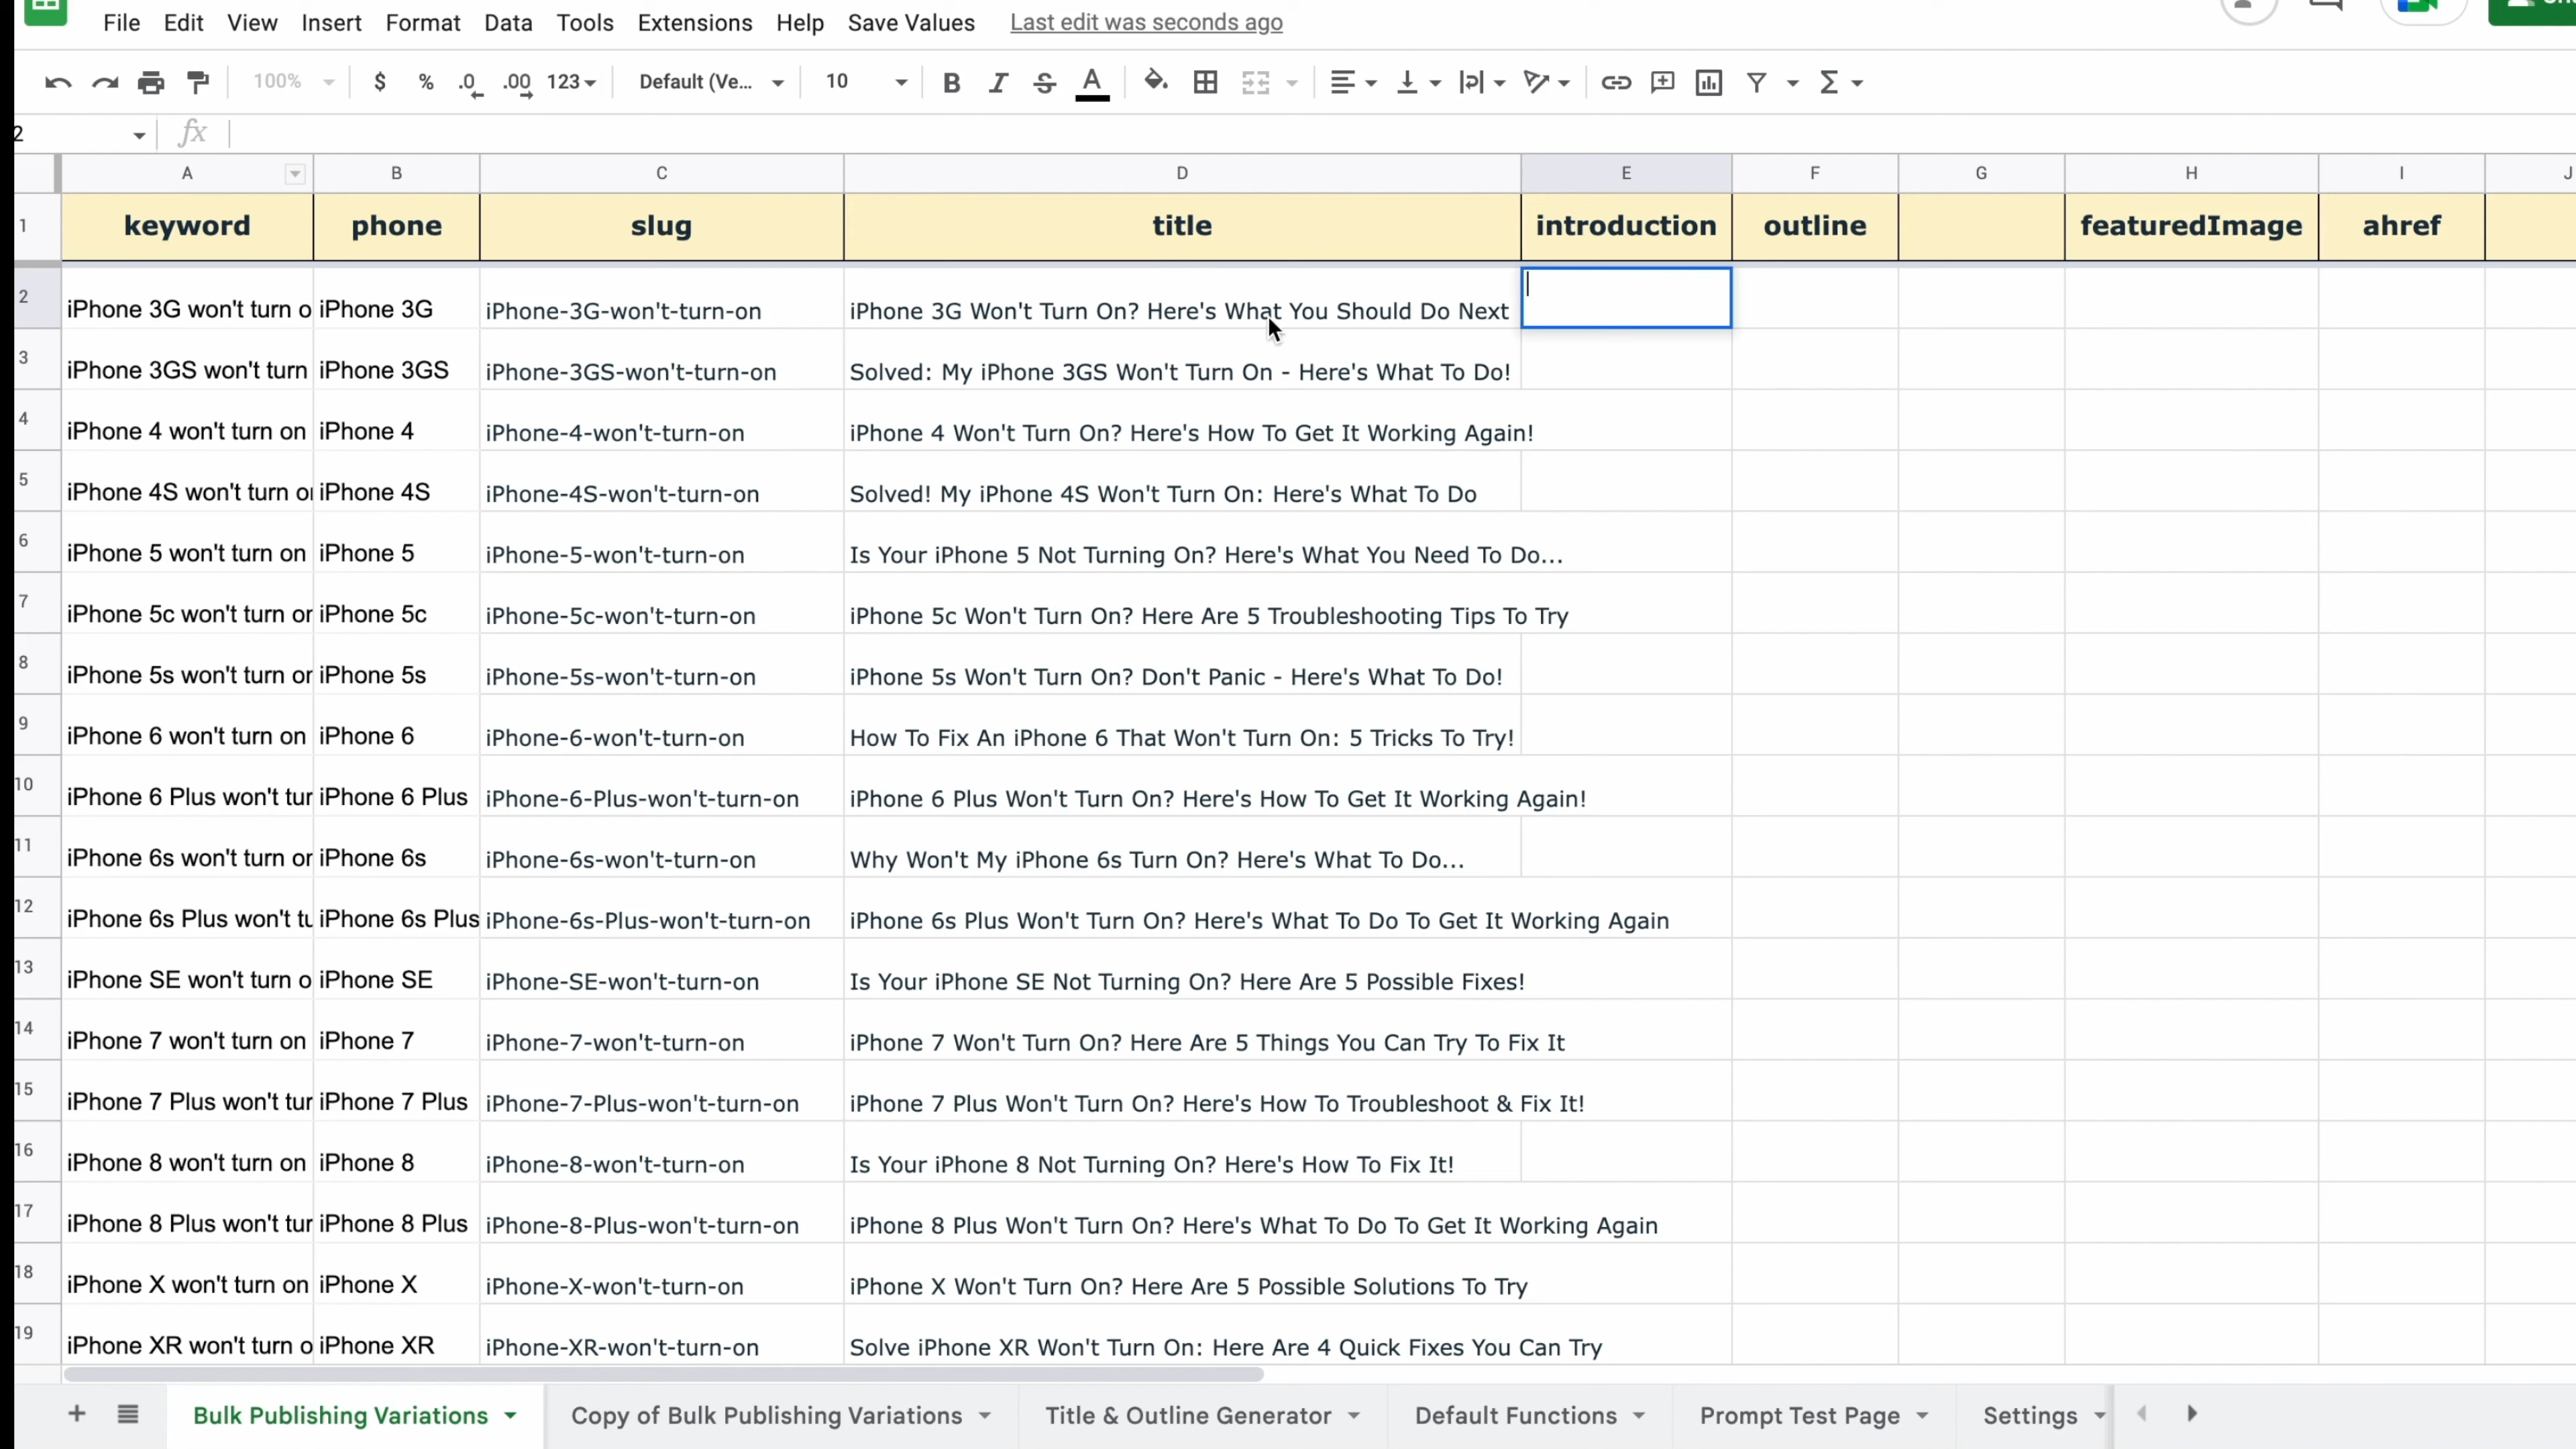 File Edit View Insert Format Data Tools Extensions Help Save Values Last edit was seconds ago
100% $ % .0 .00 123 Default (Ve... 10 B I S A
2 fx
A B C D E F G H I J
1 keyword phone slug title introduction outline featuredImage ahref
2 iPhone 3G won't turn o iPhone 3G iPhone-3G-won't-turn-on iPhone 3G Won't Turn On? Here's What You Should Do Next
3 iPhone 3GS won't turn iPhone 3GS iPhone-3GS-won't-turn-on Solved: My iPhone 3GS Won't Turn On - Here's What To Do!
4 iPhone 4 won't turn on iPhone 4 iPhone-4-won't-turn-on iPhone 4 Won't Turn On? Here's How To Get It Working Again!
5 iPhone 4S won't turn o iPhone 4S iPhone-4S-won't-turn-on Solved! My iPhone 4S Won't Turn On: Here's What To Do
6 iPhone 5 won't turn on iPhone 5 iPhone-5-won't-turn-on Is Your iPhone 5 Not Turning On? Here's What You Need To Do...
7 iPhone 5c won't turn or iPhone 5c iPhone-5c-won't-turn-on iPhone 5c Won't Turn On? Here Are 5 Troubleshooting Tips To Try
8 iPhone 5s won't turn or iPhone 5s iPhone-5s-won't-turn-on iPhone 5s Won't Turn On? Don't Panic - Here's What To Do!
9 iPhone 6 won't turn on iPhone 6 iPhone-6-won't-turn-on How To Fix An iPhone 6 That Won't Turn On: 5 Tricks To Try!
10 iPhone 6 Plus won't tur iPhone 6 Plus iPhone-6-Plus-won't-turn-on iPhone 6 Plus Won't Turn On? Here's How To Get It Working Again!
11 iPhone 6s won't turn or iPhone 6s iPhone-6s-won't-turn-on Why Won't My iPhone 6s Turn On? Here's What To Do...
12 iPhone 6s Plus won't tu iPhone 6s Plus iPhone-6s-Plus-won't-turn-on iPhone 6s Plus Won't Turn On? Here's What To Do To Get It Working Again
13 iPhone SE won't turn o iPhone SE iPhone-SE-won't-turn-on Is Your iPhone SE Not Turning On? Here Are 5 Possible Fixes!
14 iPhone 7 won't turn on iPhone 7 iPhone-7-won't-turn-on iPhone 7 Won't Turn On? Here Are 5 Things You Can Try To Fix It
15 iPhone 7 Plus won't tur iPhone 7 Plus iPhone-7-Plus-won't-turn-on iPhone 7 Plus Won't Turn On? Here's How To Troubleshoot & Fix It!
16 iPhone 8 won't turn on iPhone 8 iPhone-8-won't-turn-on Is Your iPhone 8 Not Turning On? Here's How To Fix It!
17 iPhone 8 Plus won't tur iPhone 8 Plus iPhone-8-Plus-won't-turn-on iPhone 8 Plus Won't Turn On? Here's What To Do To Get It Working Again
18 iPhone X won't turn on iPhone X iPhone-X-won't-turn-on iPhone X Won't Turn On? Here Are 5 Possible Solutions To Try
19 iPhone XR won't turn o iPhone XR iPhone-XR-won't-turn-on Solve iPhone XR Won't Turn On: Here Are 4 Quick Fixes You Can Try
Bulk Publishing Variations Copy of Bulk Publishing Variations Title & Outline Generator Default Functions Prompt Test Page Settings